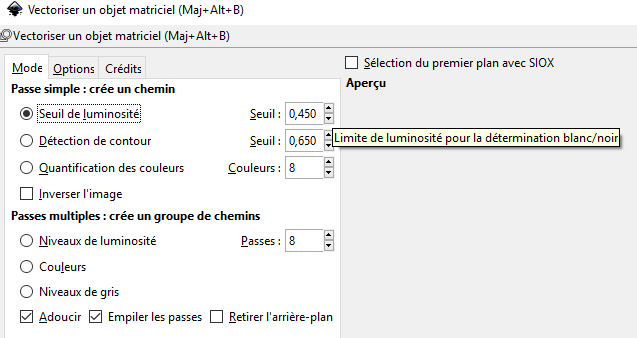 Vectoriser un objet matriciel (Maj+Alt+B)
Vectoriser un objet matriciel (Maj+Alt+B)
Mode Options Crédits
Sélection du premier plan avec SIOX
Aperçu
Passe simple : crée un chemin
Seuil de luminosité Seuil : 0,450
Limite de luminosité pour la détermination blanc/noir
Détection de contour Seuil : 0,650
Quantification des couleurs Couleurs : 8
Inverser l'image
Passes multiples : crée un groupe de chemins
Niveaux de luminosité Passes : 8
Couleurs
Niveaux de gris
Adoucir Empiler les passes Retirer l'arrière-plan